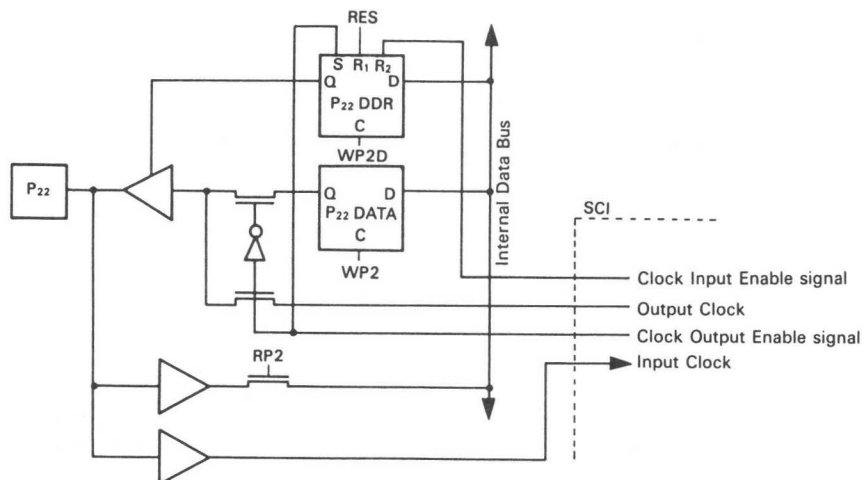 RES
S R₁ R₂
Q D
P₂₂ DDR
C
WP2D
P₂₂
Q D
P₂₂ DATA
C
WP2
Internal Data Bus
SCI
Clock Input Enable signal
Output Clock
Clock Output Enable signal
RP2
Input Clock